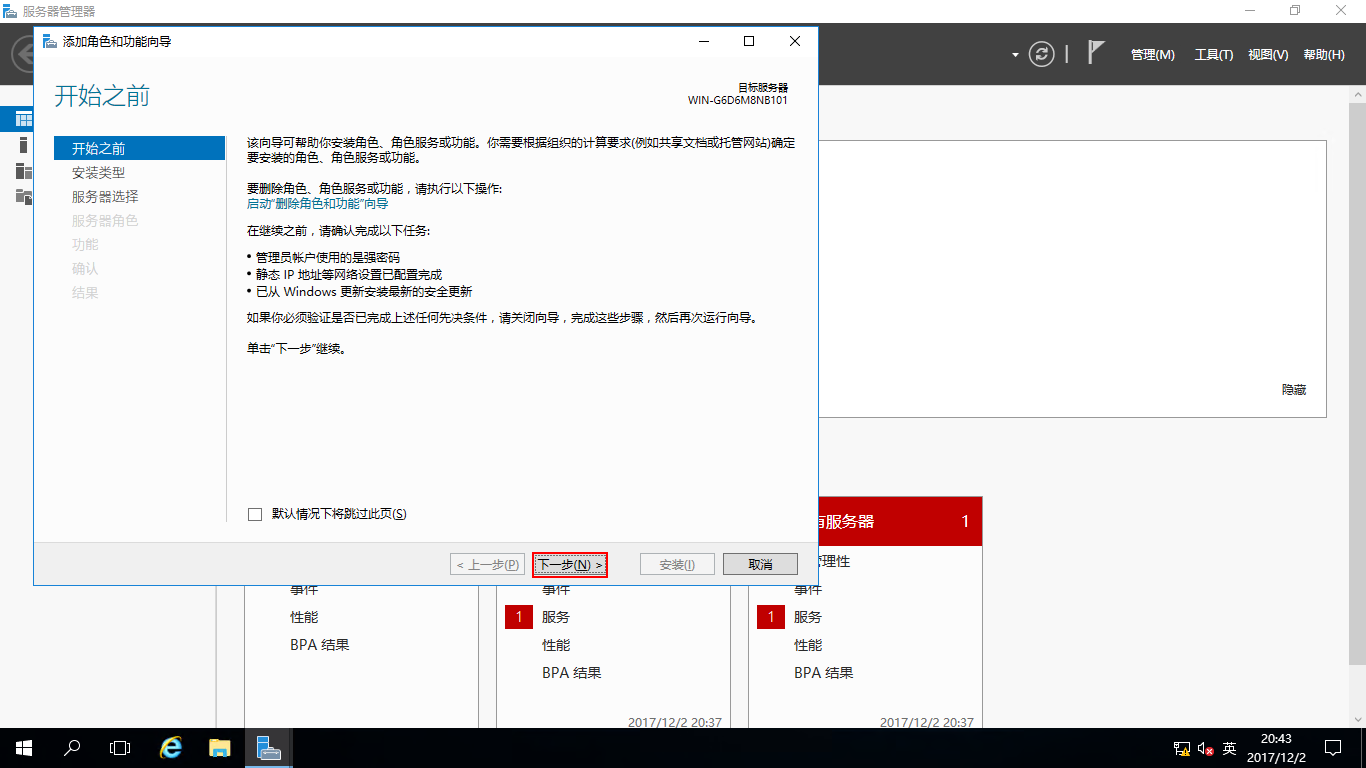 服务器管理器
管理(M) 工具(T) 视图(V) 帮助(H)
添加角色和功能向导
开始之前
目标服务器
WIN-G6D6M8NB101
开始之前
安装类型
服务器选择
服务器角色
功能
确认
结果
该向导可帮助你安装角色、角色服务或功能。你需要根据组织的计算要求(例如共享文档或托管网站)确定
要安装的角色、角色服务或功能。
要删除角色、角色服务或功能，请执行以下操作:
启动“删除角色和功能”向导
在继续之前，请确认完成以下任务:
• 管理员帐户使用的是强密码
• 静态 IP 地址等网络设置已配置完成
• 已从 Windows 更新安装最新的安全更新
如果你必须验证是否已完成上述任何先决条件，请关闭向导，完成这些步骤，然后再次运行向导。
单击“下一步”继续。
默认情况下将跳过此页(S)
< 上一步(P) 下一步(N) > 安装(I) 取消
隐藏
有服务器 1
管理性
事件 事件 事件
性能 1 服务 1 服务
BPA 结果 性能 性能
BPA 结果 BPA 结果
2017/12/2 20:37 2017/12/2 20:37
英 20:43
2017/12/2